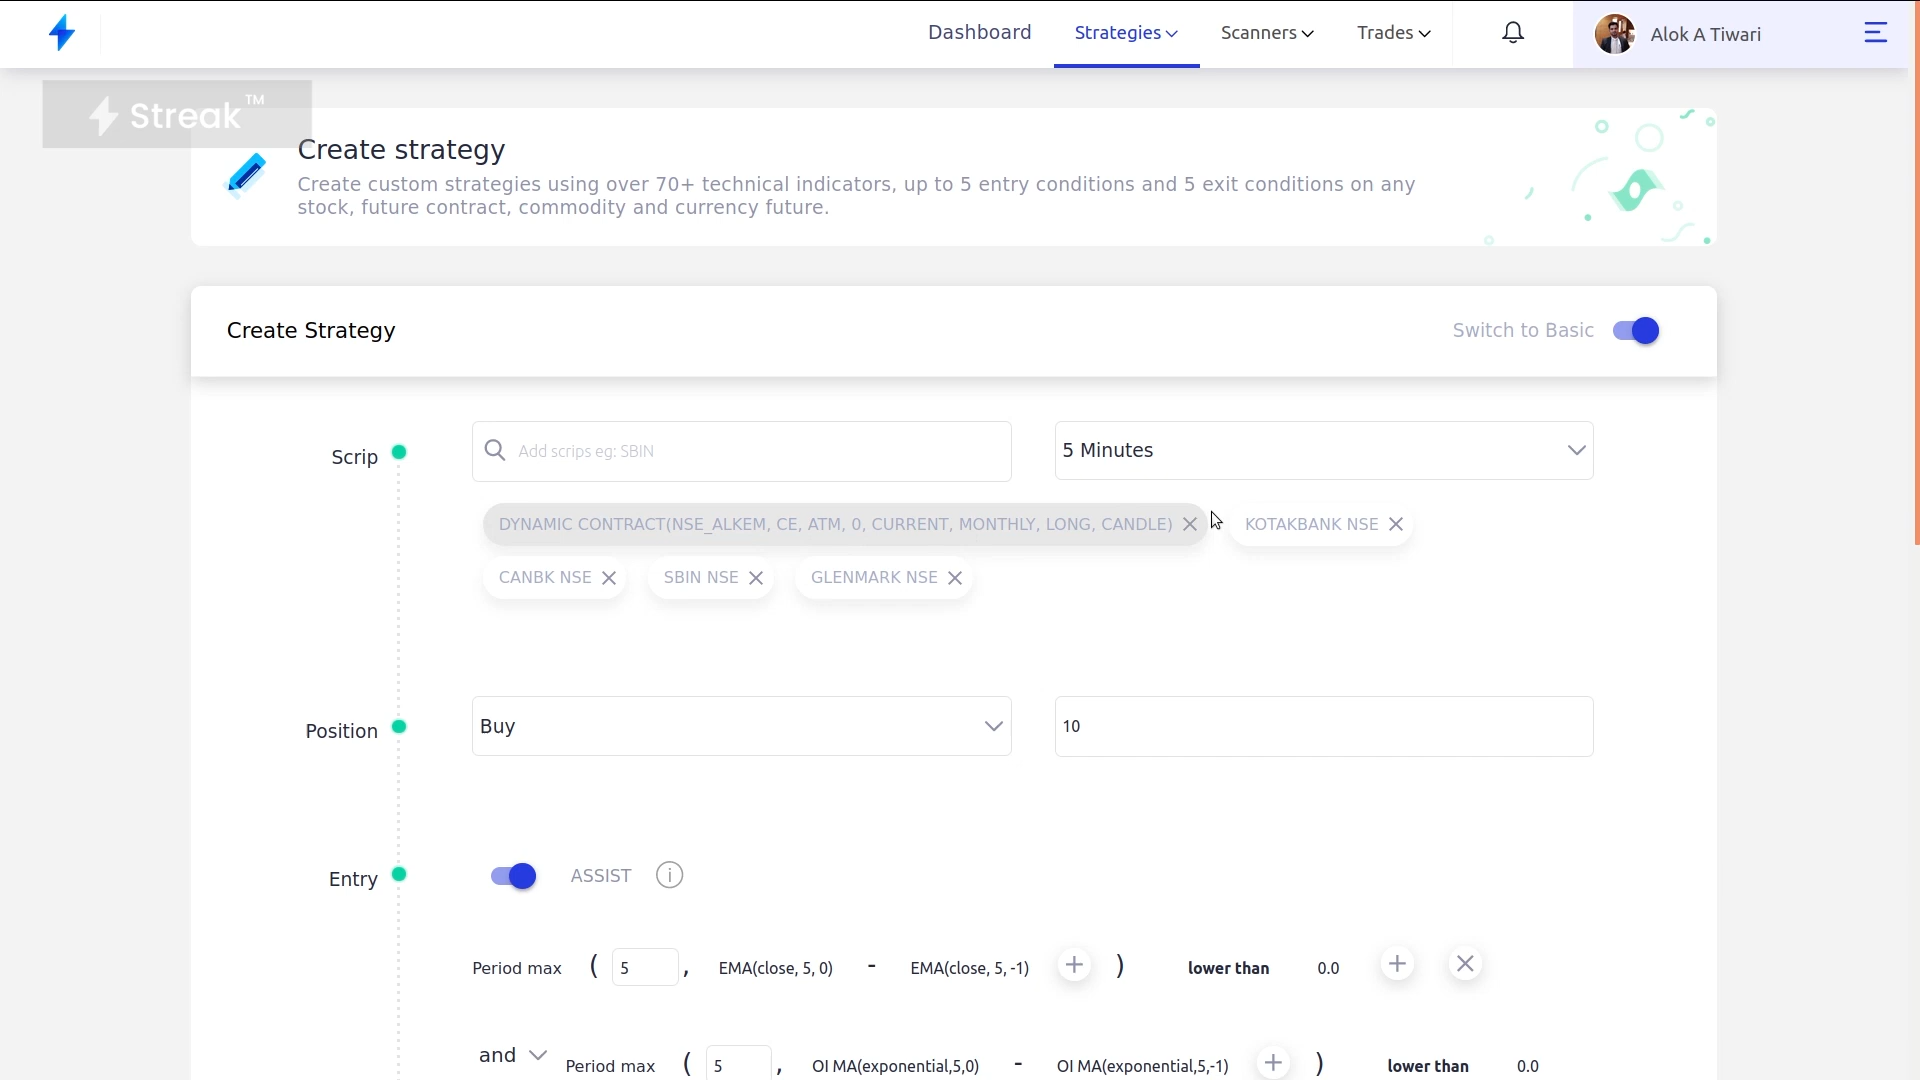 Dashboard Strategies Scanners Trades Alok A Tiwari
Streak™
Create strategy
Create custom strategies using over 70+ technical indicators, up to 5 entry conditions and 5 exit conditions on any
stock, future contract, commodity and currency future.
Create Strategy Switch to Basic
Scrip Add scrips eg: SBIN 5 Minutes
DYNAMIC CONTRACT(NSE_ALKEM, CE, ATM, 0, CURRENT, MONTHLY, LONG, CANDLE) KOTAKBANK NSE
CANBK NSE SBIN NSE GLENMARK NSE
Position Buy 10
Entry ASSIST
Period max ( 5 , EMA(close, 5, 0) - EMA(close, 5, -1) + ) lower than 0.0 +
and Period max ( 5 , OI MA(exponential,5,0) - OI MA(exponential,5,-1) + ) lower than 0.0